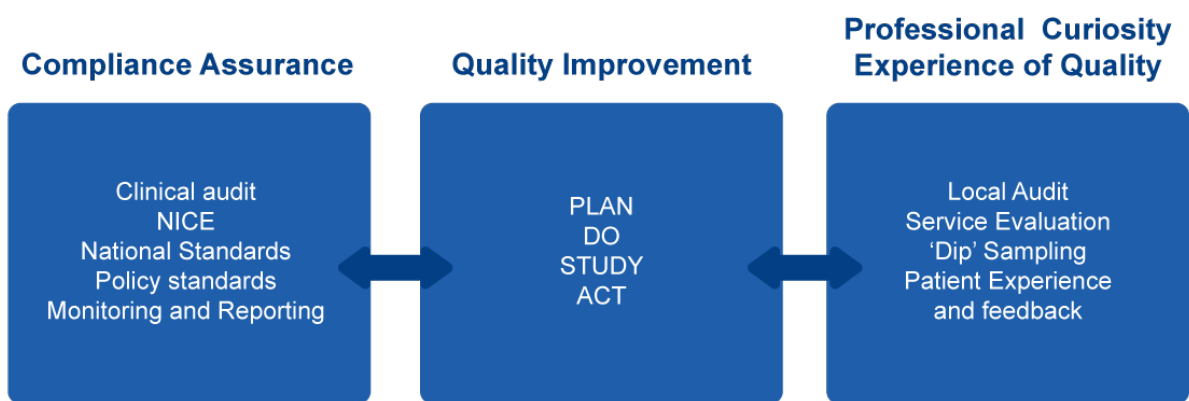 Compliance Assurance
Quality Improvement
Professional Curiosity
Experience of Quality
Clinical audit
NICE
National Standards
Policy standards
Monitoring and Reporting
PLAN
DO
STUDY
ACT
Local Audit
Service Evaluation
‘Dip’ Sampling
Patient Experience
and feedback